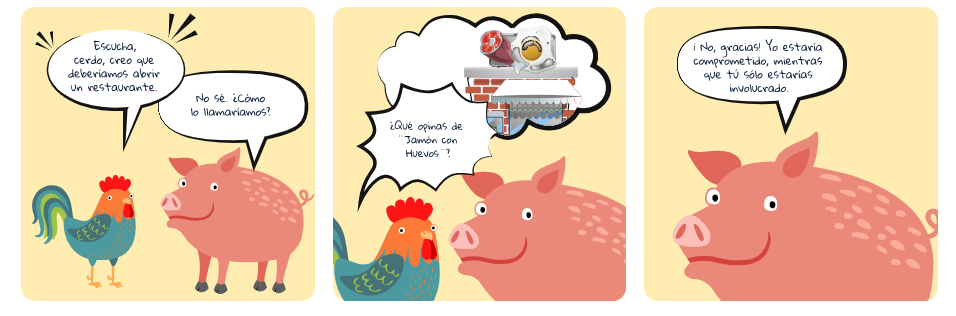 Escucha,
cerdo, creo que
deberíamos abrir
un restaurante.
No sé. ¿Cómo
lo llamaríamos?
¿Qué opinas de
¨Jamón con
Huevos¨?
¡ No, gracias! Yo estaría
comprometido, mientras
que tú sólo estarías
involucrado.